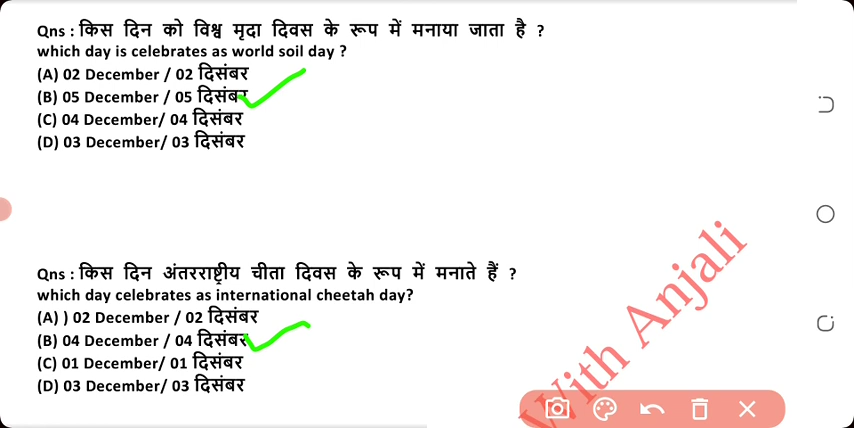 Qns : किस दिन को विश्व मृदा दिवस के रूप में मनाया जाता है ?
which day is celebrates as world soil day ?
(A) 02 December / 02 दिसंबर
(B) 05 December / 05 दिसंबर
(C) 04 December/ 04 दिसंबर
(D) 03 December/ 03 दिसंबर
Qns : किस दिन अंतरराष्ट्रीय चीता दिवस के रूप में मनाते हैं ?
which day celebrates as international cheetah day?
(A) ) 02 December / 02 दिसंबर
(B) 04 December / 04 दिसंबर
(C) 01 December/ 01 दिसंबर
(D) 03 December/ 03 दिसंबर
With Anjali